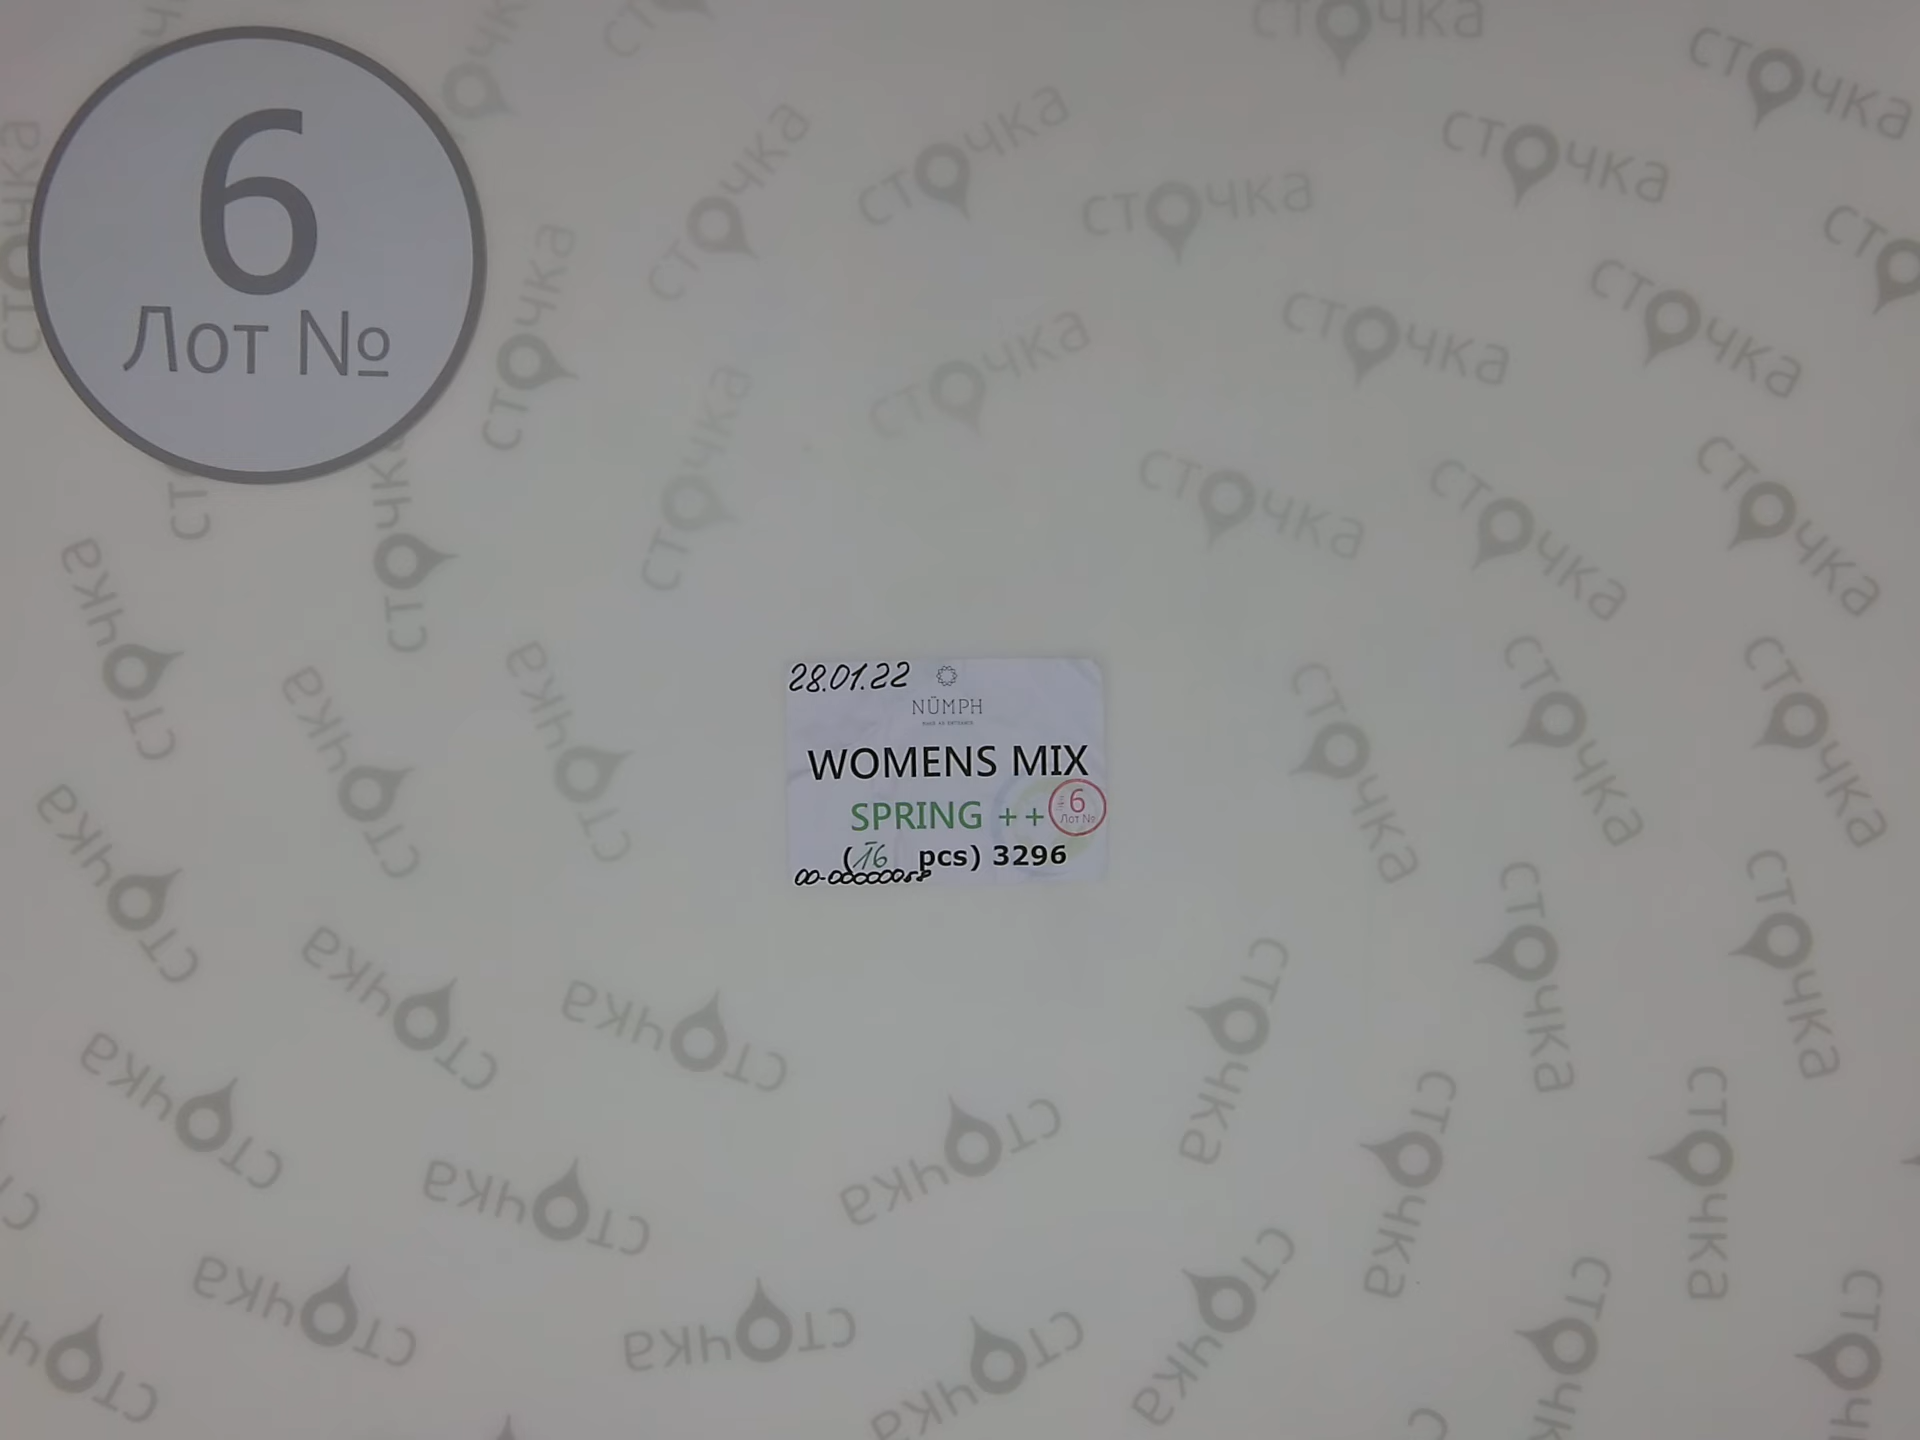 6
Лот №
28.01.22
NÜMPH
WOMENS MIX
SPRING ++
6
Лот №
(16 pcs) 3296
сточка